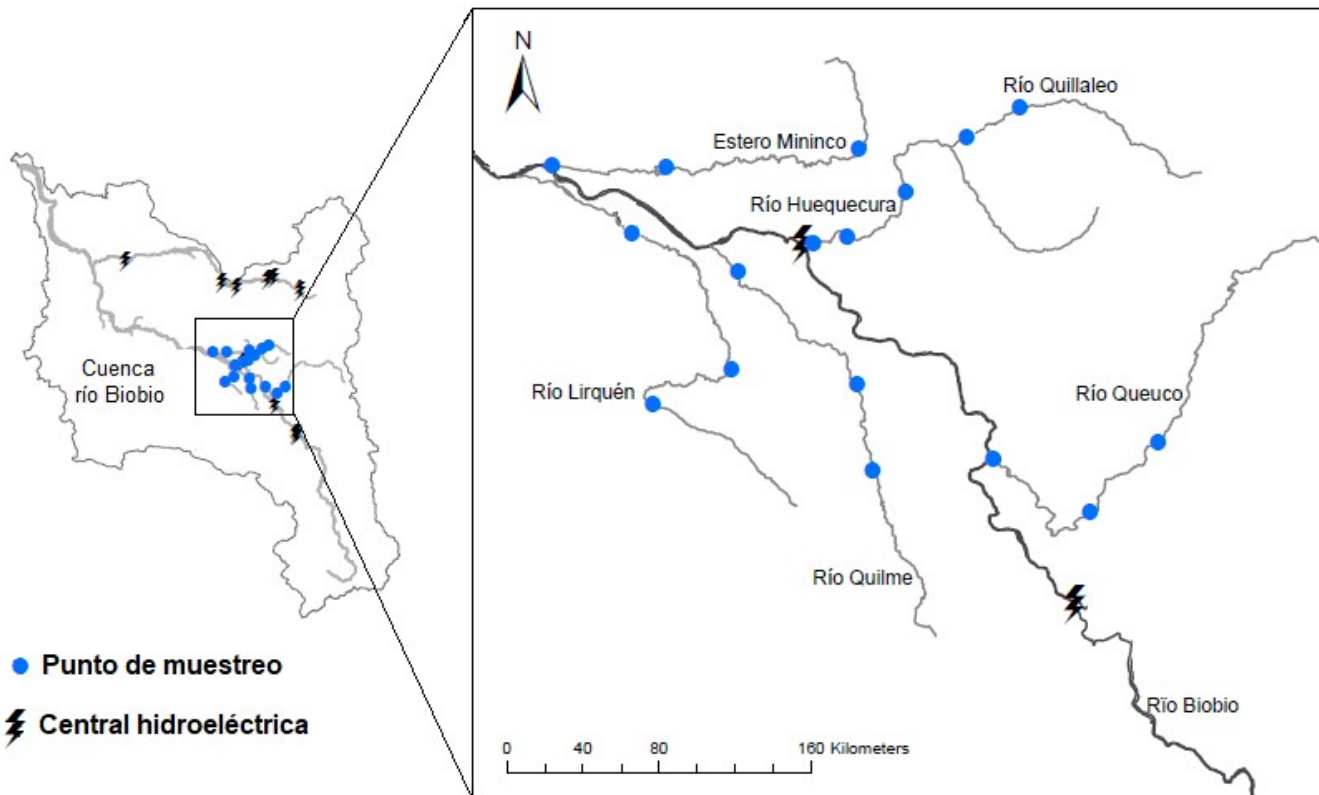 N
Río Quillaleo
Estero Mininco
Río Huequecura
Cuenca
río Biobio
Río Lirquén
Río Queuco
Río Quilme
Punto de muestreo
Central hidroeléctrica
Rïo Biobio
0 40 80 160 Kilometers